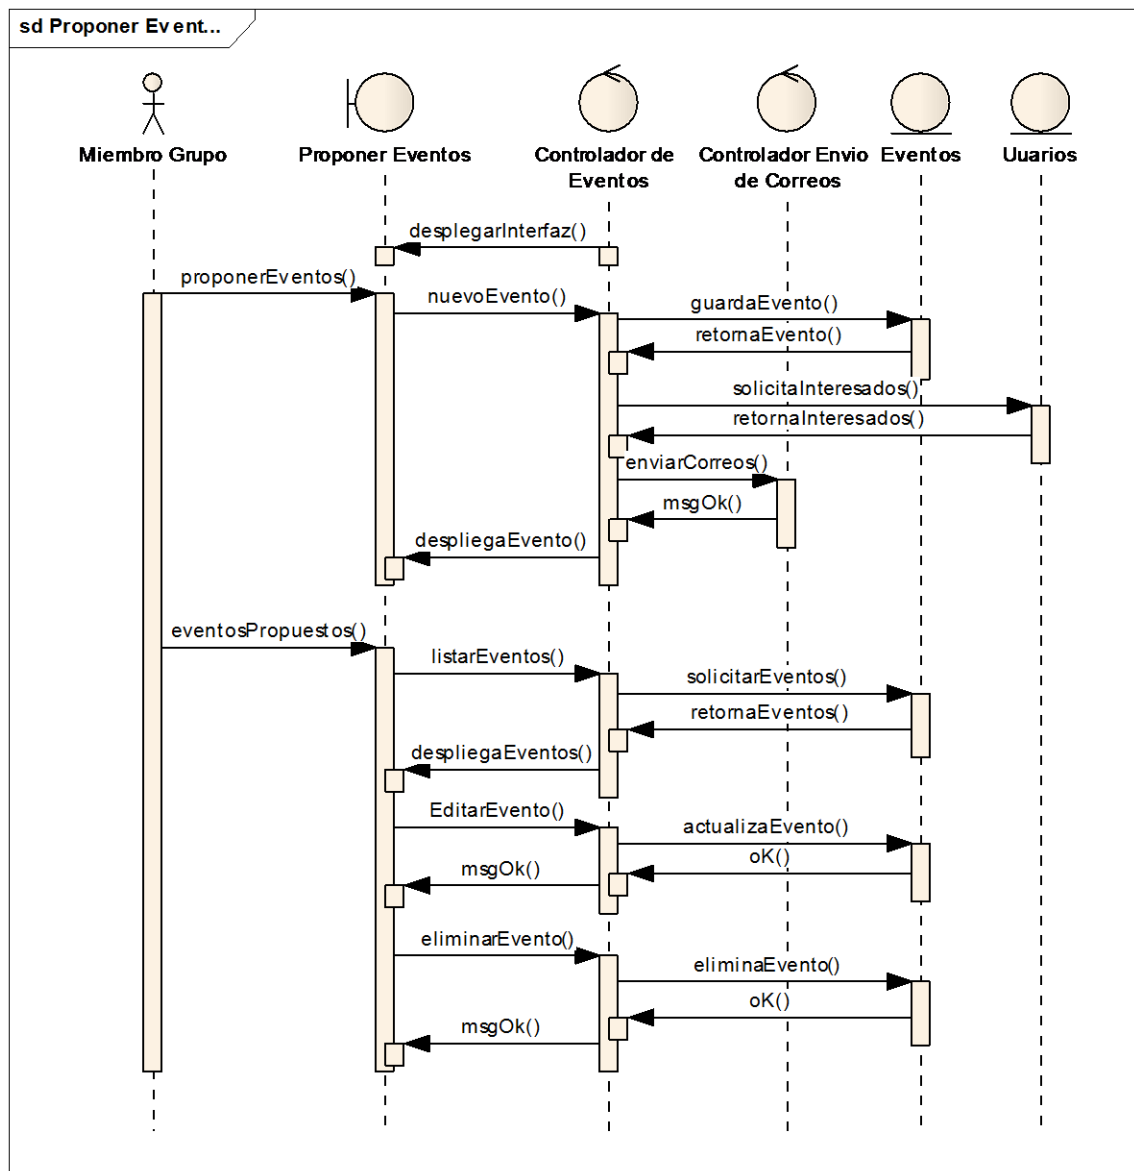 sd Proponer Event...
Miembro Grupo
Proponer Eventos
Controlador de
Eventos
Controlador Envio
de Correos
Eventos
Uuarios
desplegarInterfaz()
proponerEventos()
nuevoEvento()
guardaEvento()
retornaEvento()
solicitaInteresados()
retornaInteresados()
enviarCorreos()
msgOk()
despliegaEvento()
eventosPropuestos()
listarEventos()
solicitarEventos()
retornaEventos()
despliegaEventos()
EditarEvento()
actualizaEvento()
oK()
msgOk()
eliminarEvento()
eliminaEvento()
oK()
msgOk()